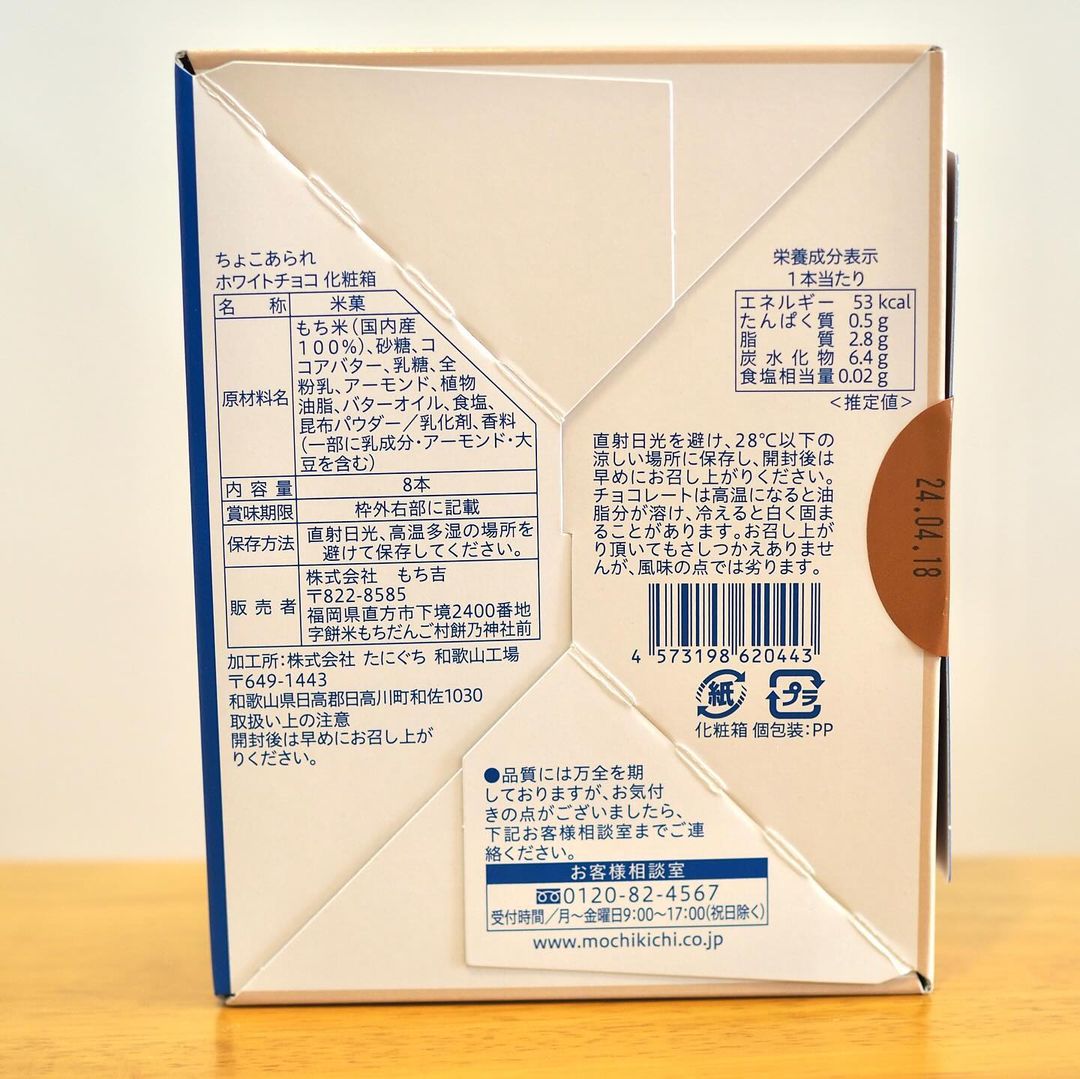 ちょこあられ
ホワイトチョコ 化粧箱
名 称 米菓
原材料名
もち米(国内産
100%)、砂糖、コ
コアバター、乳糖、全
粉乳、アーモンド、植物
油脂、バターオイル、食塩、
昆布パウダー/乳化剤、香料
(一部に乳成分・アーモンド・大
豆を含む)
内容量 8本
賞味期限 枠外右部に記載
保存方法
直射日光、高温多湿の場所を
避けて保存してください。
販売者
株式会社 もち吉
〒822-8585
福岡県直方市下境2400番地
字餅米もちだんご村餅乃神社前
加工所:株式会社 たにぐち 和歌山工場
〒649-1443
和歌山県日高郡日高川町和佐1030
取扱い上の注意
開封後は早めにお召し上が
りください。
栄養成分表示
1本当たり
エネルギー 53 kcal
たんぱく質 0.5 g
脂質 2.8 g
炭水化物 6.4 g
食塩相当量 0.02 g
<推定値>
直射日光を避け、28℃以下の
涼しい場所に保存し、開封後は
早めにお召し上がりください。
チョコレートは高温になると油
脂分が溶け、冷えると白く固ま
ることがあります。お召し上が
り頂いてもさしつかえありませ
んが、風味の点では劣ります。
24.04.18
4 573198 620443
紙 プラ
化粧箱 個包装:PP
●品質には万全を期
しておりますが、お気付
きの点がございましたら、
下記お客様相談室までご連
絡ください。
お客様相談室
0120-82-4567
受付時間/月〜金曜日9:00〜17:00(祝日除く)
www.mochikichi.co.jp